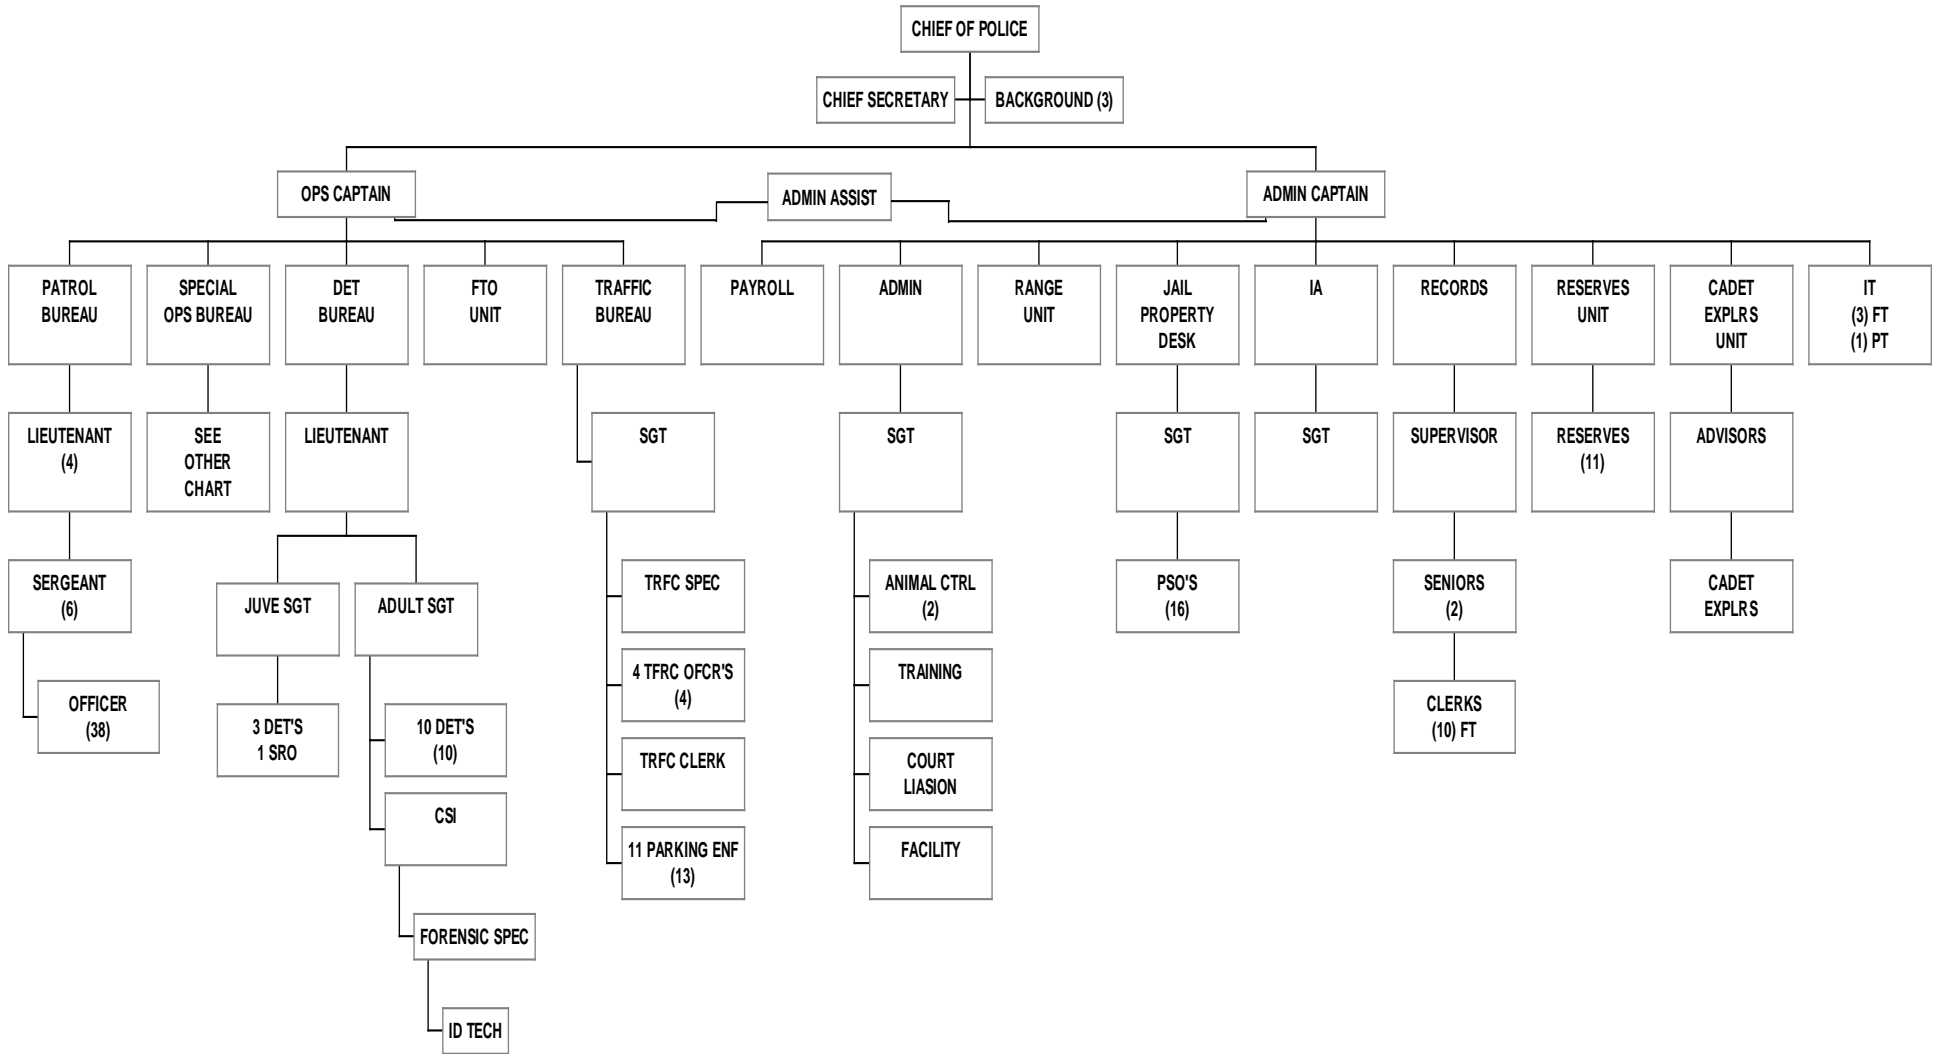 CHIEF OF POLICE
CHIEF SECRETARY
BACKGROUND (3)
OPS CAPTAIN
ADMIN ASSIST
ADMIN CAPTAIN
PATROL
BUREAU
SPECIAL
OPS BUREAU
DET
BUREAU
FTO
UNIT
TRAFFIC
BUREAU
PAYROLL
ADMIN
RANGE
UNIT
JAIL
PROPERTY
DESK
IA
RECORDS
RESERVES
UNIT
CADET
EXPLRS
UNIT
IT
(3) FT
(1) PT
LIEUTENANT
(4)
SEE
OTHER
CHART
LIEUTENANT
SGT
SGT
SGT
SGT
SUPERVISOR
RESERVES
(11)
ADVISORS
SERGEANT
(6)
JUVE SGT
ADULT SGT
TRFC SPEC
ANIMAL CTRL
(2)
PSO'S
(16)
SENIORS
(2)
CADET
EXPLRS
OFFICER
(38)
3 DET'S
1 SRO
10 DET'S
(10)
4 TFRC OFCR'S
(4)
TRAINING
CLERKS
(10) FT
CSI
TRFC CLERK
COURT
LIASION
11 PARKING ENF
(13)
FACILITY
FORENSIC SPEC
ID TECH